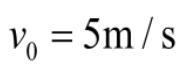 v₀ = 5m / s